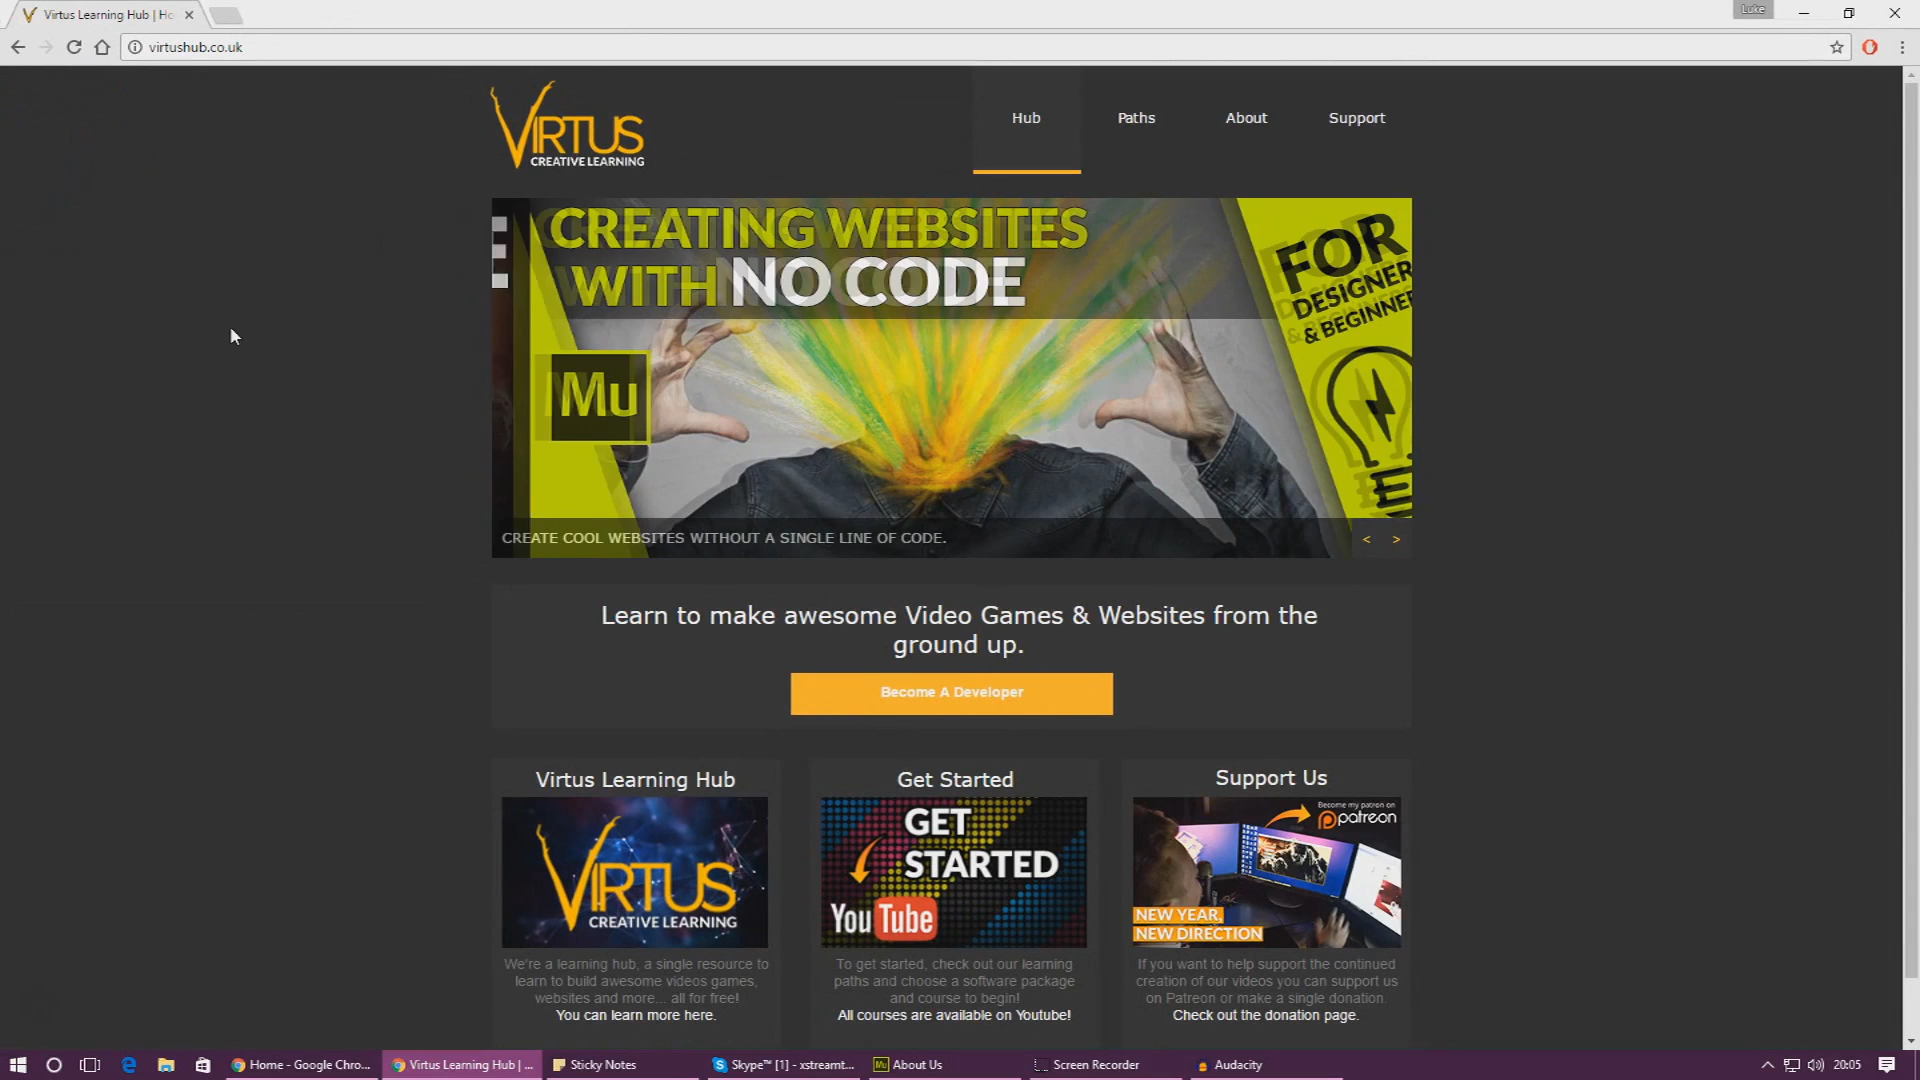 Virtus Learning Hub | Ho
Luke
virtushub.co.uk
VIRTUS
CREATIVE LEARNING
Hub
Paths
About
Support
CREATING WEBSITES
WITH NO CODE
FOR
DESIGNER
& BEGINNER
Mu
CREATE COOL WEBSITES WITHOUT A SINGLE LINE OF CODE.
< >
Learn to make awesome Video Games & Websites from the
ground up.
Become A Developer
Virtus Learning Hub
VIRTUS
CREATIVE LEARNING
We're a learning hub, a single resource to
learn to build awesome videos games,
websites and more... all for free!
You can learn more here.
Get Started
GET
STARTED
YouTube
To get started, check out our learning
paths and choose a software package
and course to begin!
All courses are available on Youtube!
Support Us
Become my patron on
patreon
NEW YEAR,
NEW DIRECTION
If you want to help support the continued
creation of our videos you can support us
on Patreon or make a single donation.
Check out the donation page.
Home - Google Chro...
Virtus Learning Hub | ...
Sticky Notes
Skype™ [1] - xstreamt...
Mu About Us
Screen Recorder
Audacity
20:05